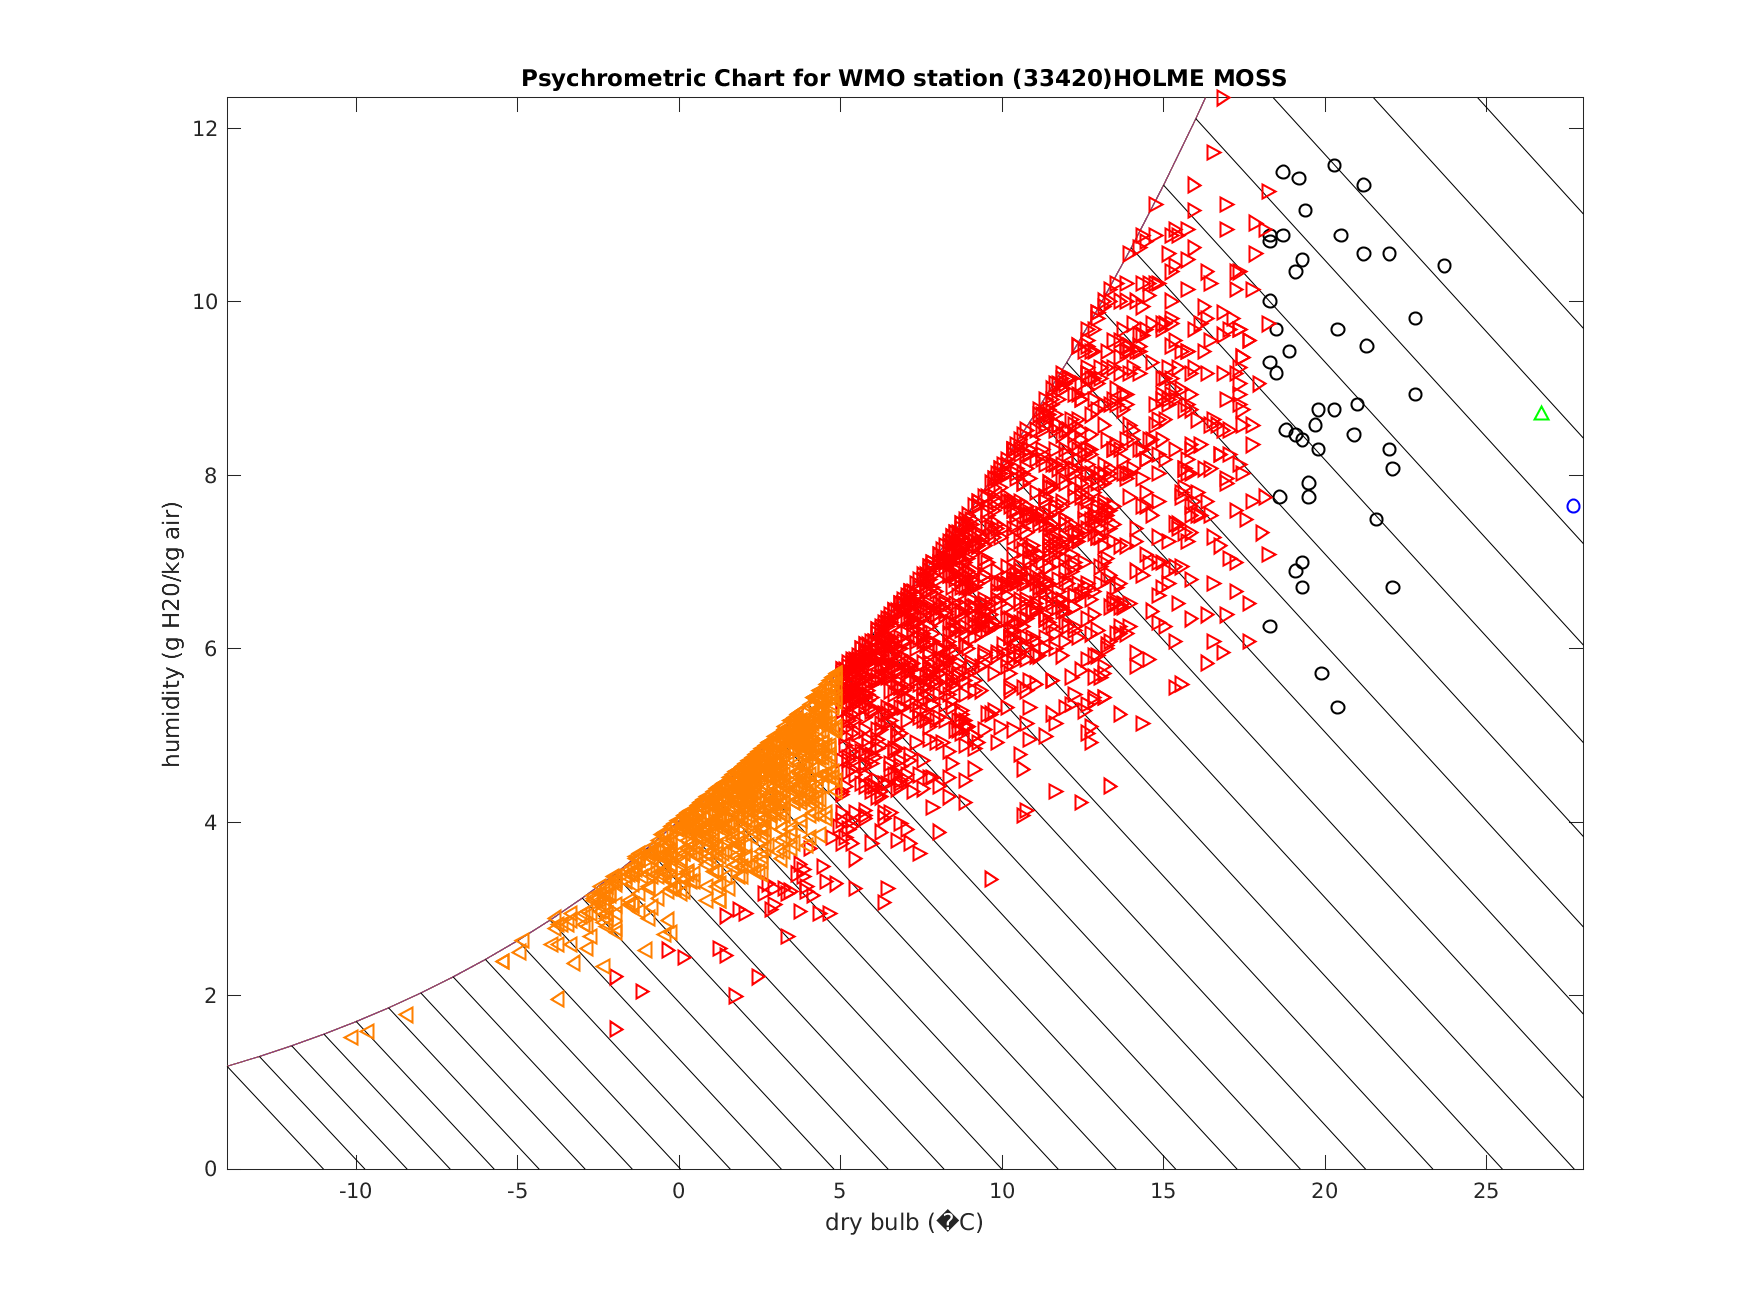 Psychrometric Chart for WMO station (33420)HOLME MOSS
12
10
8
6
4
2
0
humidity (g H20/kg air)
-10 -5 0 5 10 15 20 25
dry bulb (�C)